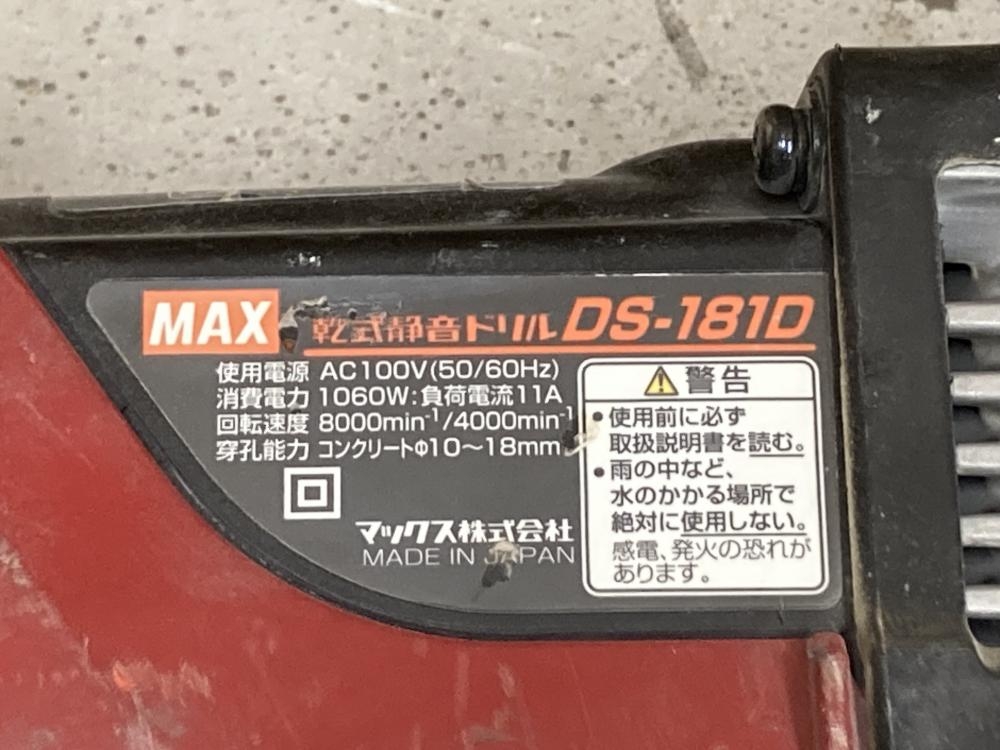 MAX 乾式静音ドリル DS-181D
使用電源 AC100V(50/60Hz)
消費電力 1060W:負荷電流11A
回転速度 8000min⁻¹/4000min⁻¹
穿孔能力 コンクリートΦ10～18mm
マックス株式会社
MADE IN JAPAN
⚠警告
•使用前に必ず
取扱説明書を読む。
•雨の中など、
水のかかる場所で
絶対に使用しない。
感電、発火の恐れが
あります。